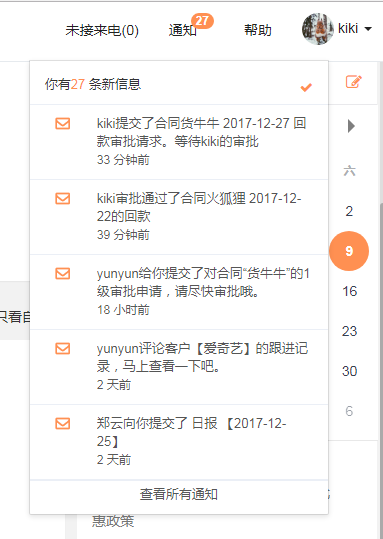 未接来电(0) 通知 27 帮助 kiki
你有27 条新信息
kiki提交了合同货牛牛 2017-12-27 回
款审批请求。等待kiki的审批
33 分钟前
kiki审批通过了合同火狐狸 2017-12-
22的回款
39 分钟前
yunyun给你提交了对合同“货牛牛”的1
级审批申请，请尽快审批哦。
18 小时前
yunyun评论客户【爱奇艺】的跟进记
录，马上查看一下吧。
2 天前
郑云向你提交了 日报 【2017-12-
25】
2 天前
查看所有通知
六
2
9
16
23
30
6
只看自
惠政策